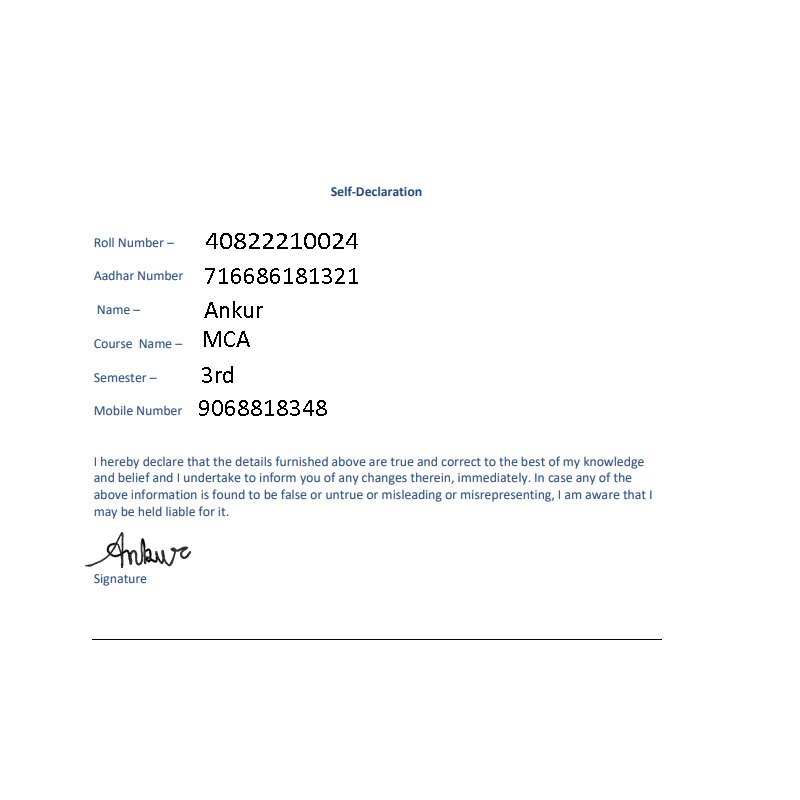 Self-Declaration
Roll Number – 40822210024
Aadhar Number 716686181321
Name – Ankur
Course Name – MCA
Semester – 3rd
Mobile Number 9068818348
I hereby declare that the details furnished above are true and correct to the best of my knowledge
and belief and I undertake to inform you of any changes therein, immediately. In case any of the
above information is found to be false or untrue or misleading or misrepresenting, I am aware that I
may be held liable for it.
Ankur
Signature